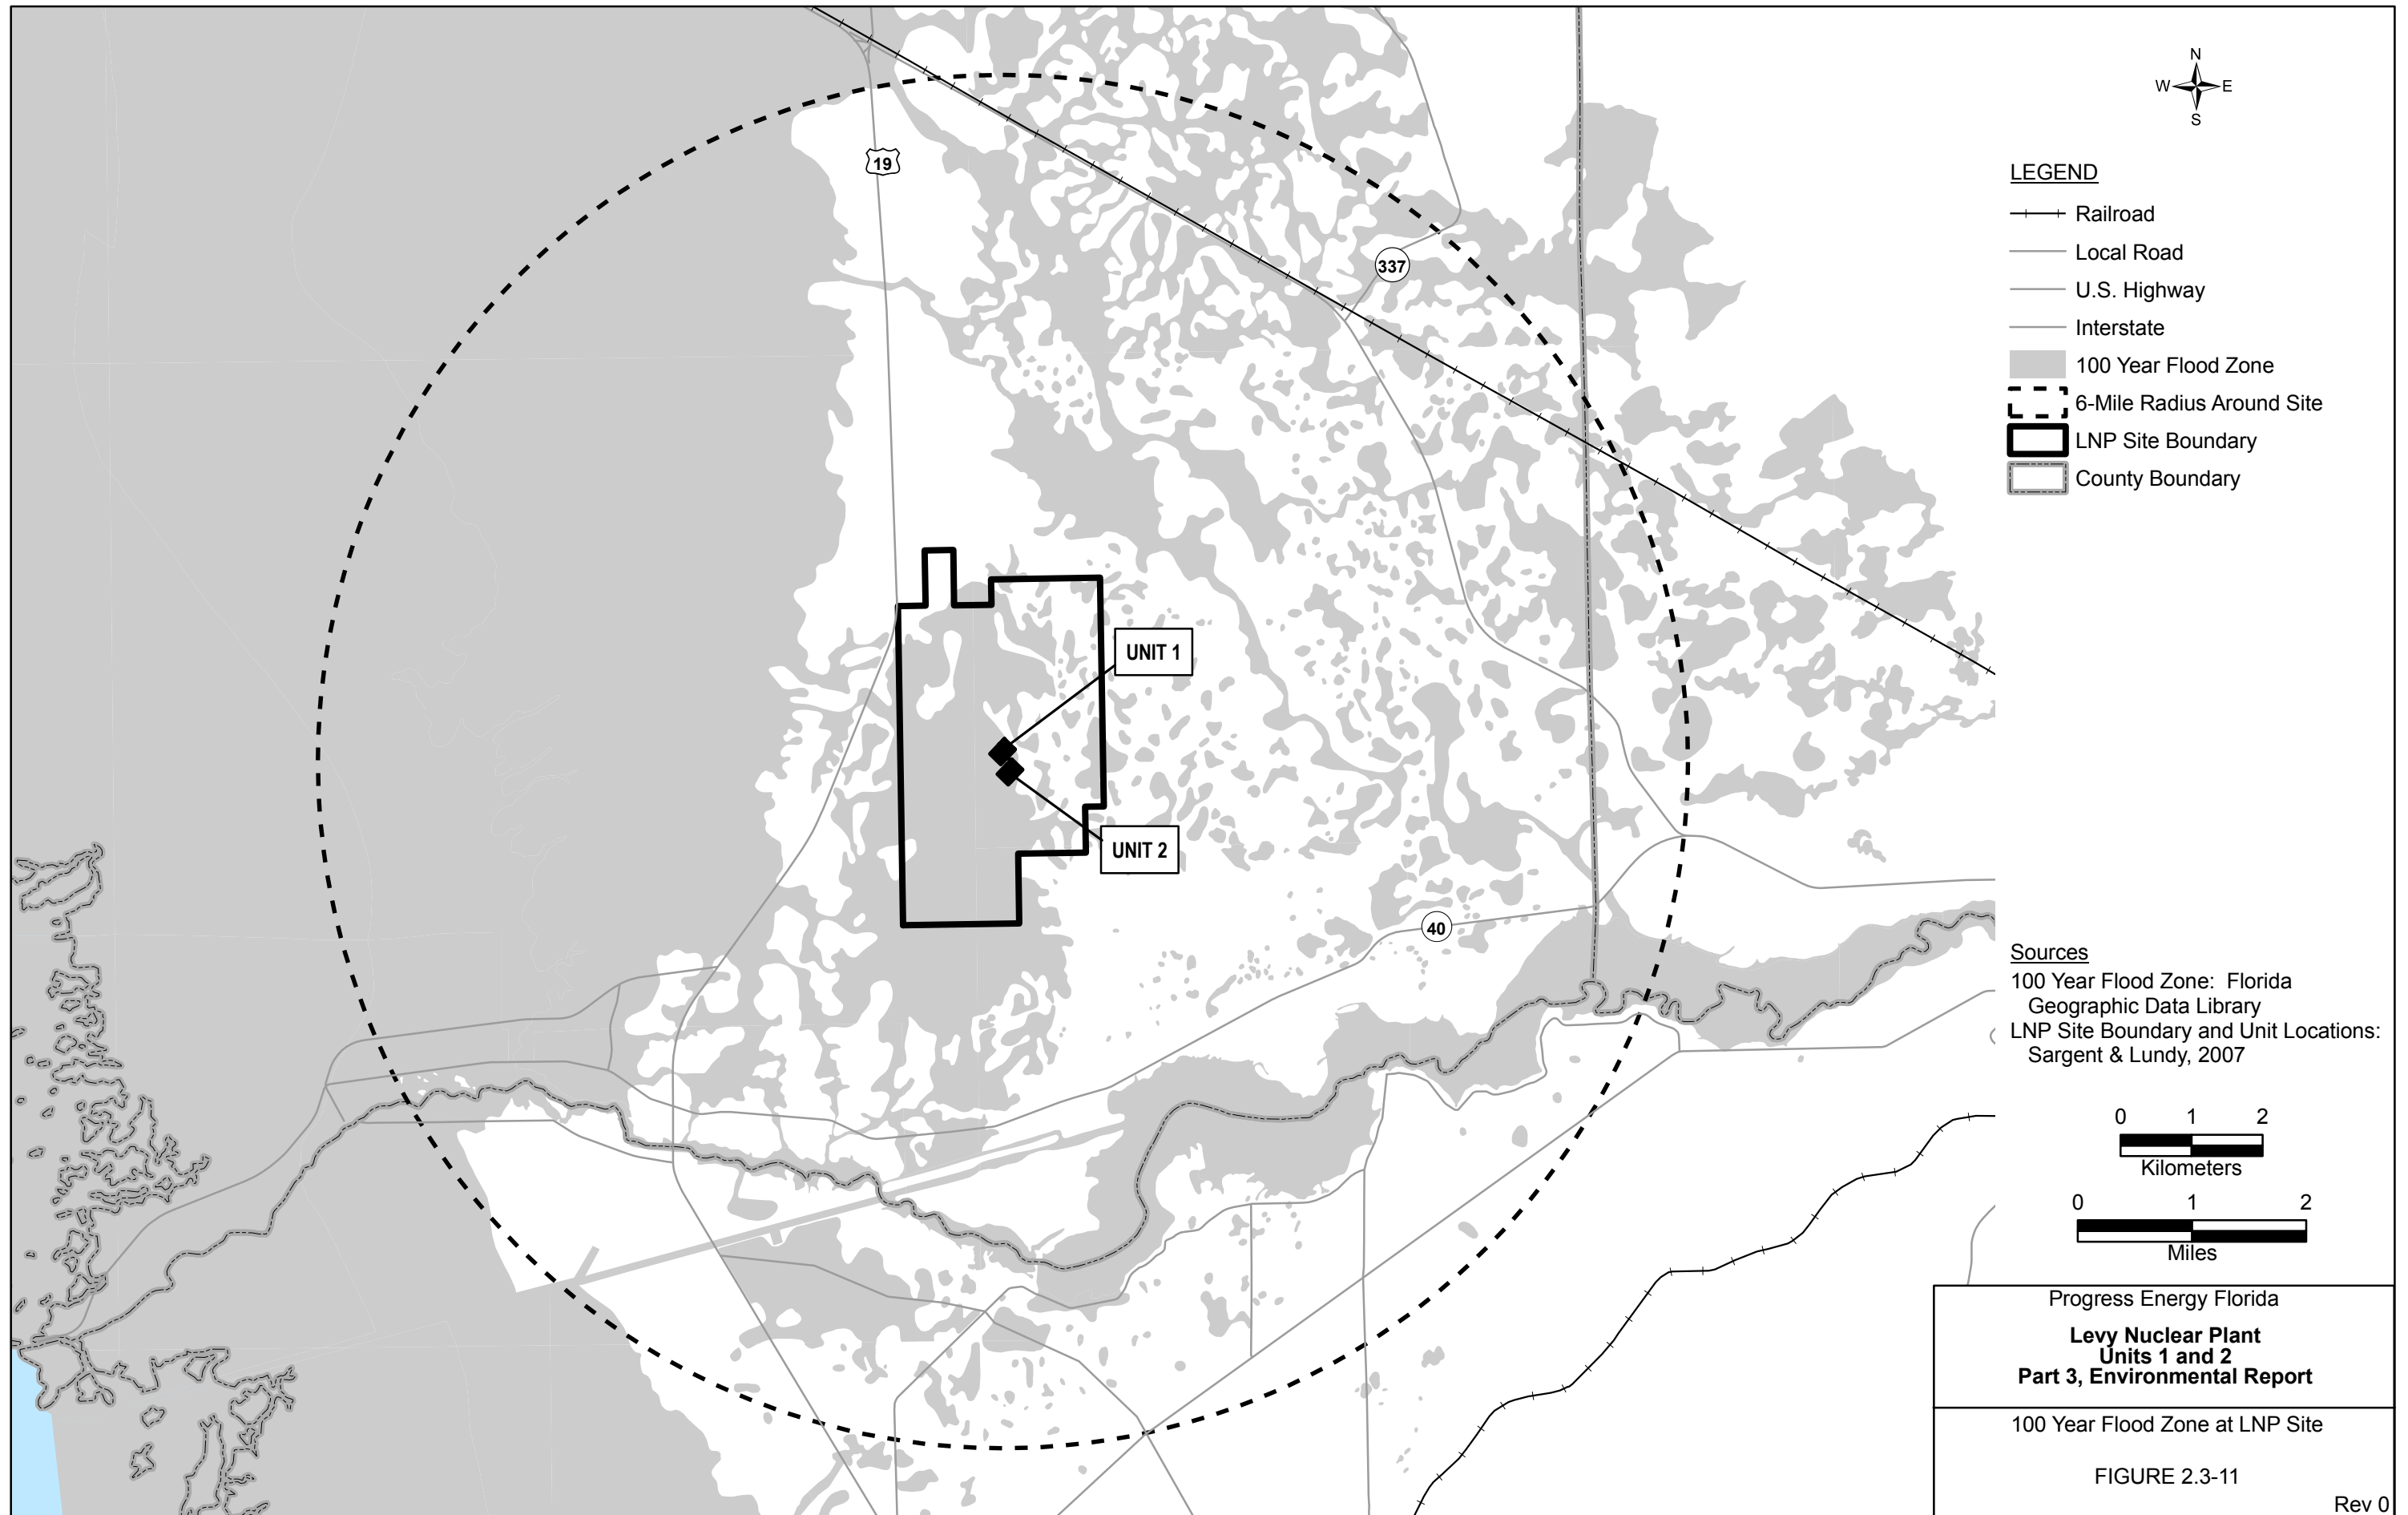 N
W E
S
LEGEND
Railroad
Local Road
U.S. Highway
Interstate
100 Year Flood Zone
6-Mile Radius Around Site
LNP Site Boundary
County Boundary
19
337
UNIT 1
UNIT 2
40
Sources
100 Year Flood Zone: Florida
Geographic Data Library
LNP Site Boundary and Unit Locations:
Sargent & Lundy, 2007
0 1 2
Kilometers
0 1 2
Miles
Progress Energy Florida
Levy Nuclear Plant
Units 1 and 2
Part 3, Environmental Report
100 Year Flood Zone at LNP Site
FIGURE 2.3-11
Rev 0